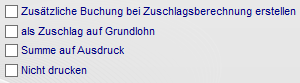 Zusätzliche Buchung bei Zuschlagsberechnung erstellen
als Zuschlag auf Grundlohn
Summe auf Ausdruck
Nicht drucken